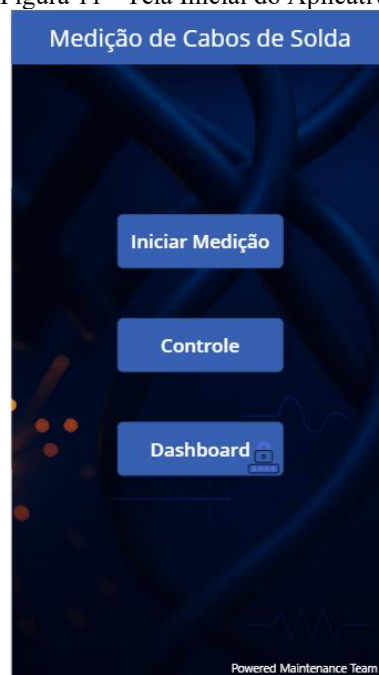 Medição de Cabos de Solda
Iniciar Medição
Controle
Dashboard
Powered Maintenance Team